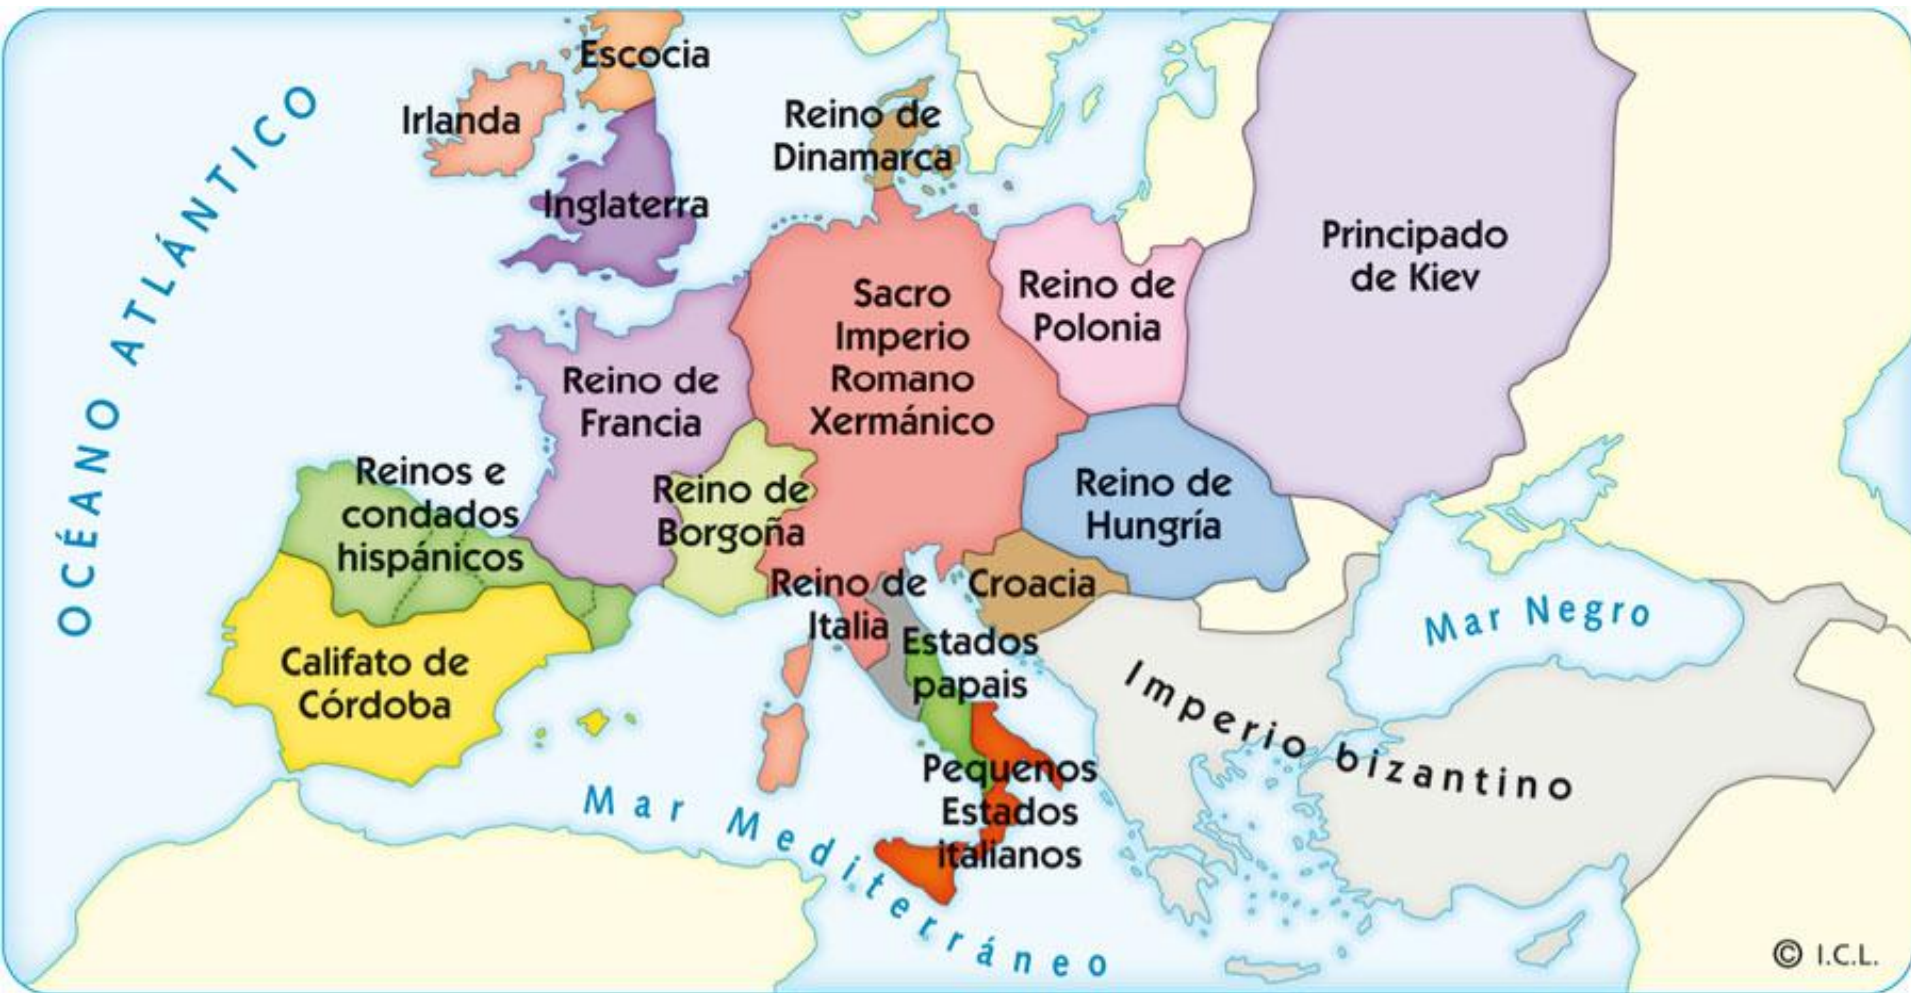 Escocia
Irlanda
Reino de
Dinamarca
Inglaterra
OCÉANO ATLÁNTICO
Principado
de Kiev
Reino de
Polonia
Sacro
Imperio
Romano
Xermánico
Reino de
Francia
Reinos e
condados
hispánicos
Reino de
Borgoña
Reino de
Hungría
Reino de
Italia
Croacia
Mar Negro
Estados
papais
Califato de
Córdoba
Imperio bizantino
Pequenos
Estados
italianos
Mar Mediterráneo
© I.C.L.